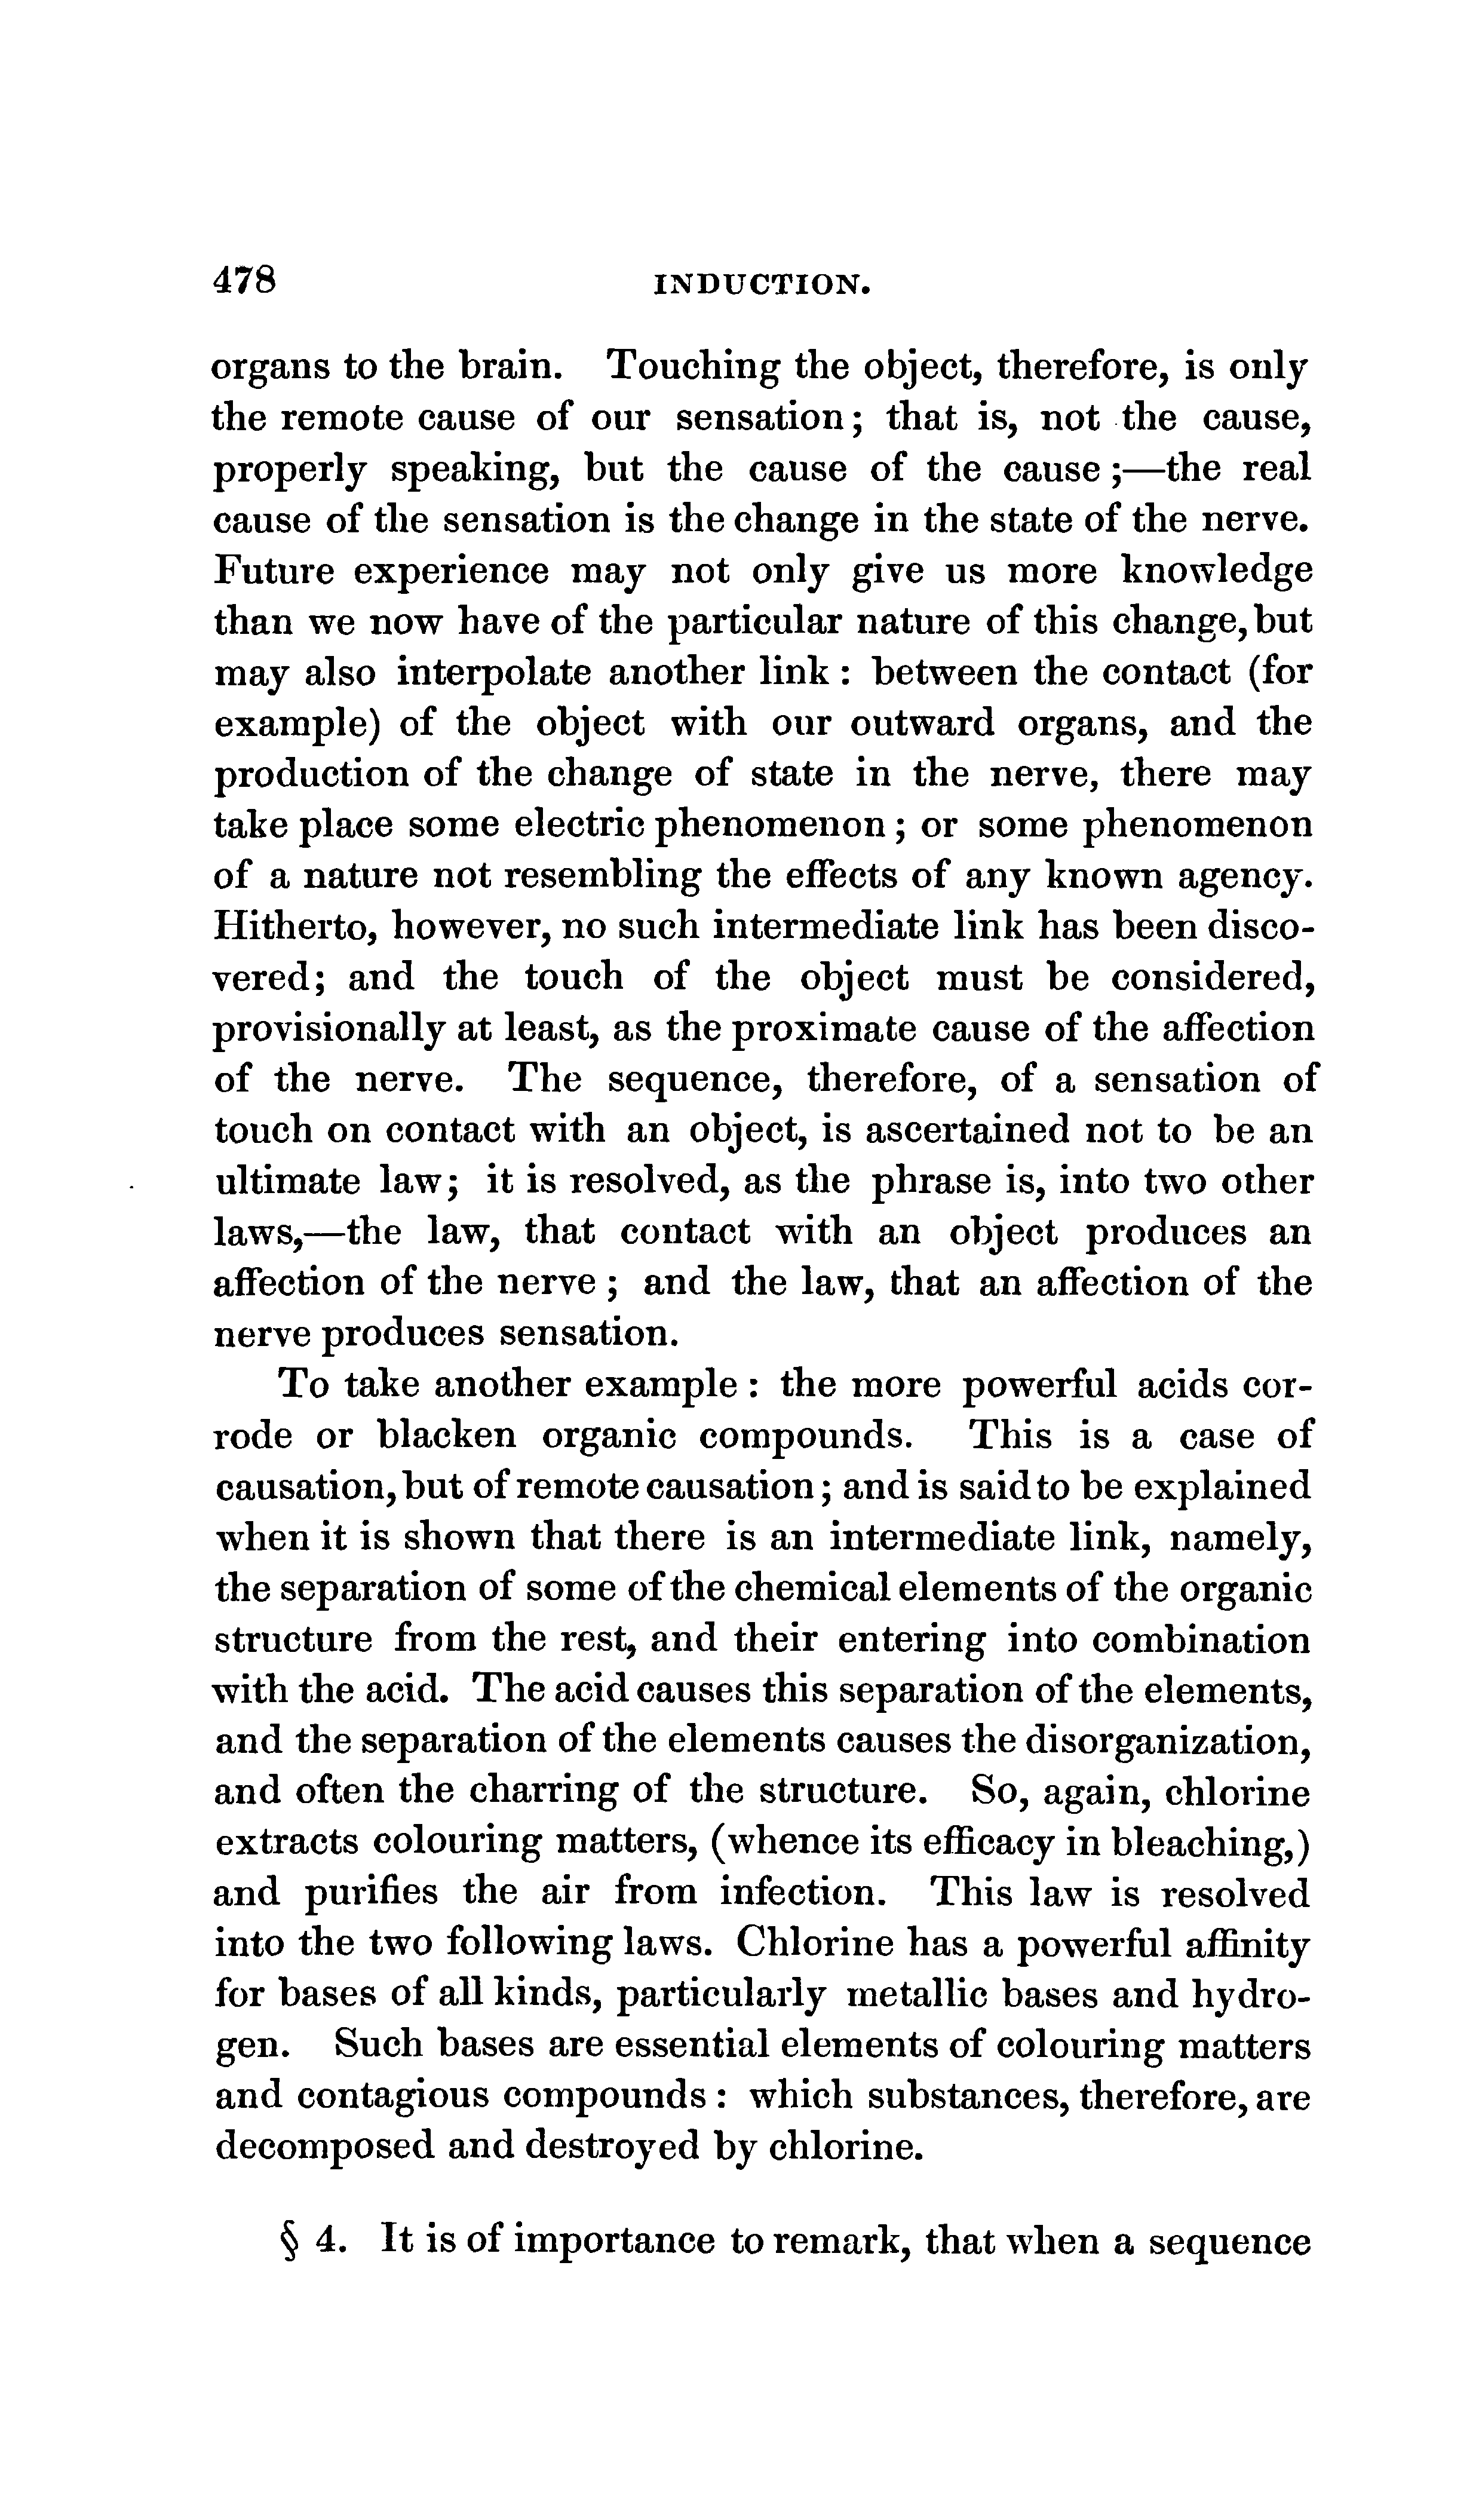 478 INDUCTION.
organs to the brain. Touching the object, therefore, is only
the remote cause of our sensation; that is, not the cause,
properly speaking, but the cause of the cause;—the real
cause of the sensation is the change in the state of the nerve.
Future experience may not only give us more knowledge
than we now have of the particular nature of this change, but
may also interpolate another link: between the contact (for
example) of the object with our outward organs, and the
production of the change of state in the nerve, there may
take place some electric phenomenon; or some phenomenon
of a nature not resembling the effects of any known agency.
Hitherto, however, no such intermediate link has been disco-
vered; and the touch of the object must be considered,
provisionally at least, as the proximate cause of the affection
of the nerve. The sequence, therefore, of a sensation of
touch on contact with an object, is ascertained not to be an
ultimate law; it is resolved, as the phrase is, into two other
laws,—the law, that contact with an object produces an
affection of the nerve; and the law, that an affection of the
nerve produces sensation.
To take another example: the more powerful acids cor-
rode or blacken organic compounds. This is a case of
causation, but of remote causation; and is said to be explained
when it is shown that there is an intermediate link, namely,
the separation of some of the chemical elements of the organic
structure from the rest, and their entering into combination
with the acid. The acid causes this separation of the elements,
and the separation of the elements causes the disorganization,
and often the charring of the structure. So, again, chlorine
extracts colouring matters, (whence its efficacy in bleaching,)
and purifies the air from infection. This law is resolved
into the two following laws. Chlorine has a powerful affinity
for bases of all kinds, particularly metallic bases and hydro-
gen. Such bases are essential elements of colouring matters
and contagious compounds: which substances, therefore, are
decomposed and destroyed by chlorine.
§ 4. It is of importance to remark, that when a sequence